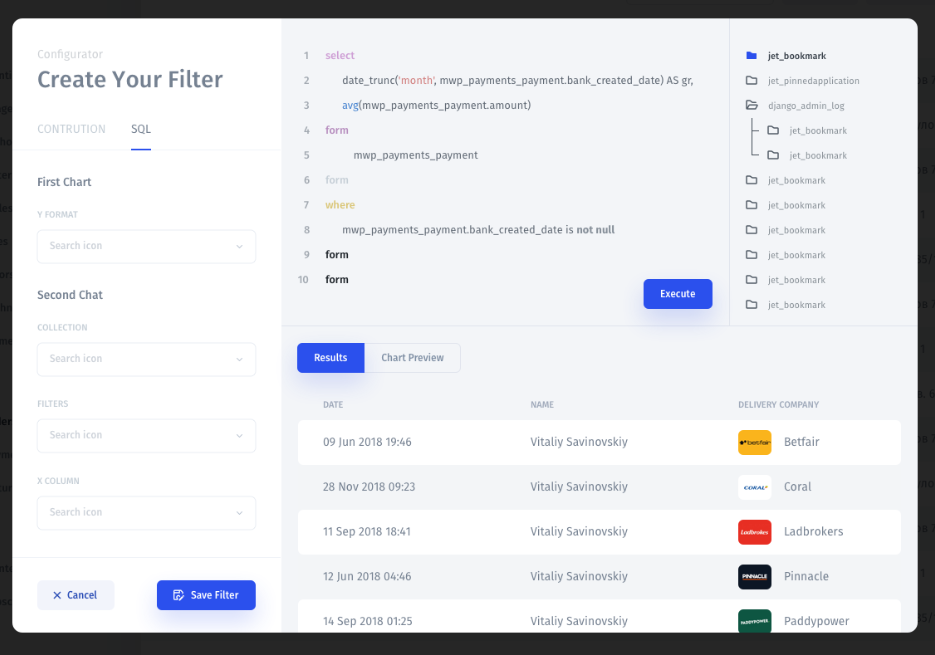 Configurator
Create Your Filter
CONTRUTION SQL
First Chart
Y FORMAT
Search icon
Second Chat
COLLECTION
Search icon
FILTERS
Search icon
X COLUMN
Search icon
Cancel Save Filter
1 select
2 date_trunc('month', mwp_payments_payment.bank_created_date) AS gr,
3 avg(mwp_payments_payment.amount)
4 form
5 mwp_payments_payment
6 form
7 where
8 mwp_payments_payment.bank_created_date is not null
9 form
10 form
Execute
jet_bookmark
jet_pinnedapplication
django_admin_log
jet_bookmark
jet_bookmark
jet_bookmark
jet_bookmark
jet_bookmark
jet_bookmark
jet_bookmark
jet_bookmark
Results Chart Preview
DATE NAME DELIVERY COMPANY
09 Jun 2018 19:46 Vitaliy Savinovskiy betfair Betfair
28 Nov 2018 09:23 Vitaliy Savinovskiy CORAL Coral
11 Sep 2018 18:41 Vitaliy Savinovskiy Ladbrokes Ladbrokers
12 Jun 2018 04:46 Vitaliy Savinovskiy PINNACLE Pinnacle
14 Sep 2018 01:25 Vitaliy Savinovskiy PADDYPOWER Paddypower